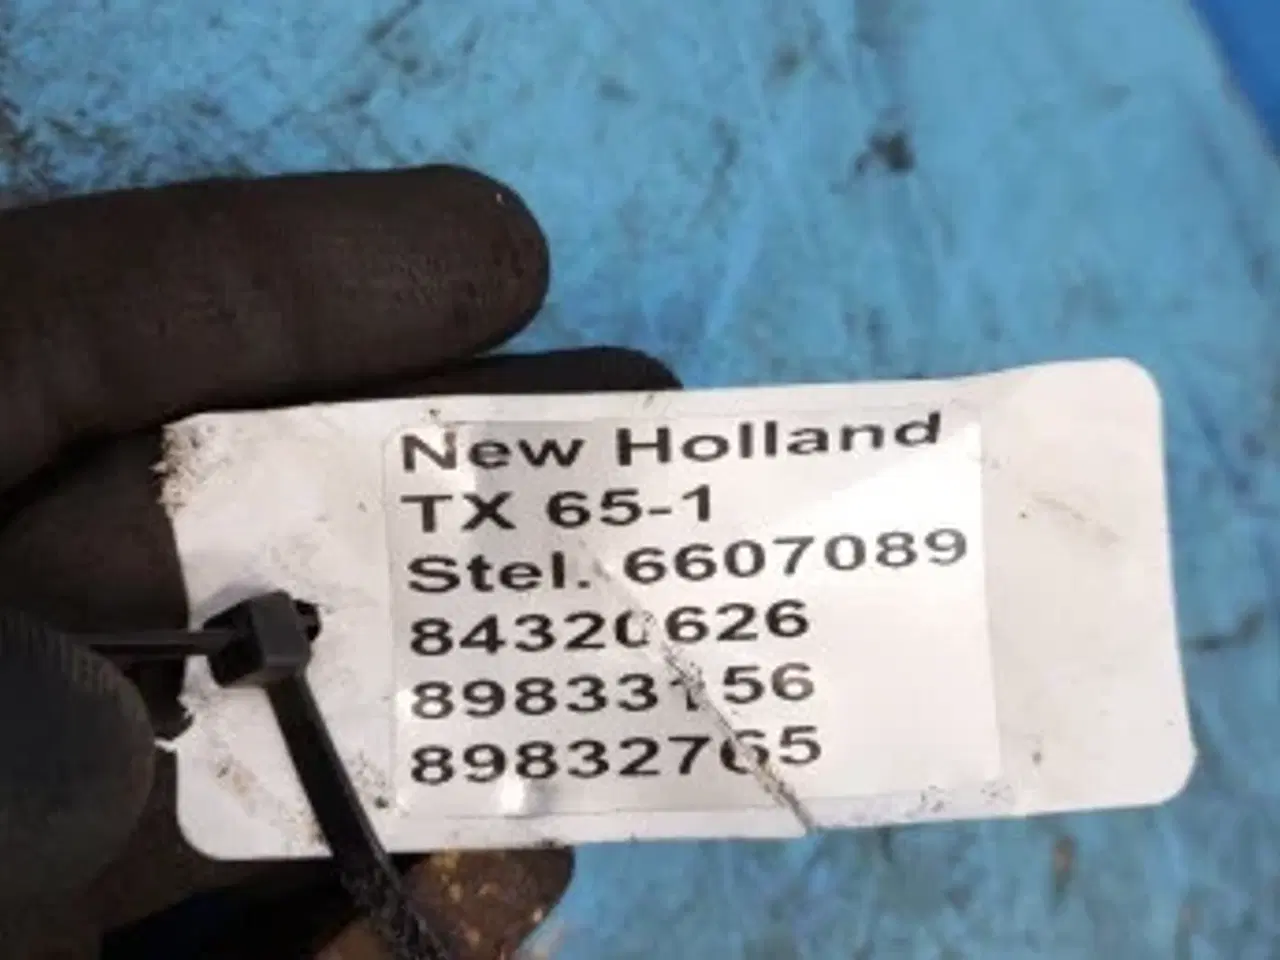 New Holland
TX 65-1
Stel. 6607089
84320626
89833156
89832765